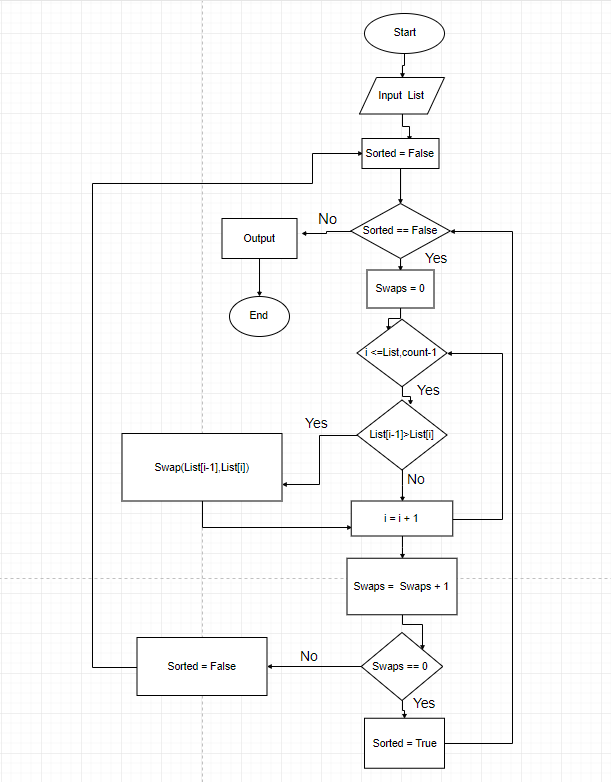 Start
Input  List
Sorted = False
Sorted == False
No
Output
Yes
Swaps = 0
End
i <=List,count-1
Yes
List[i-1]>List[i]
Yes
Swap(List[i-1],List[i])
No
i = i + 1
Swaps =  Swaps + 1
Swaps == 0
No
Sorted = False
Yes
Sorted = True